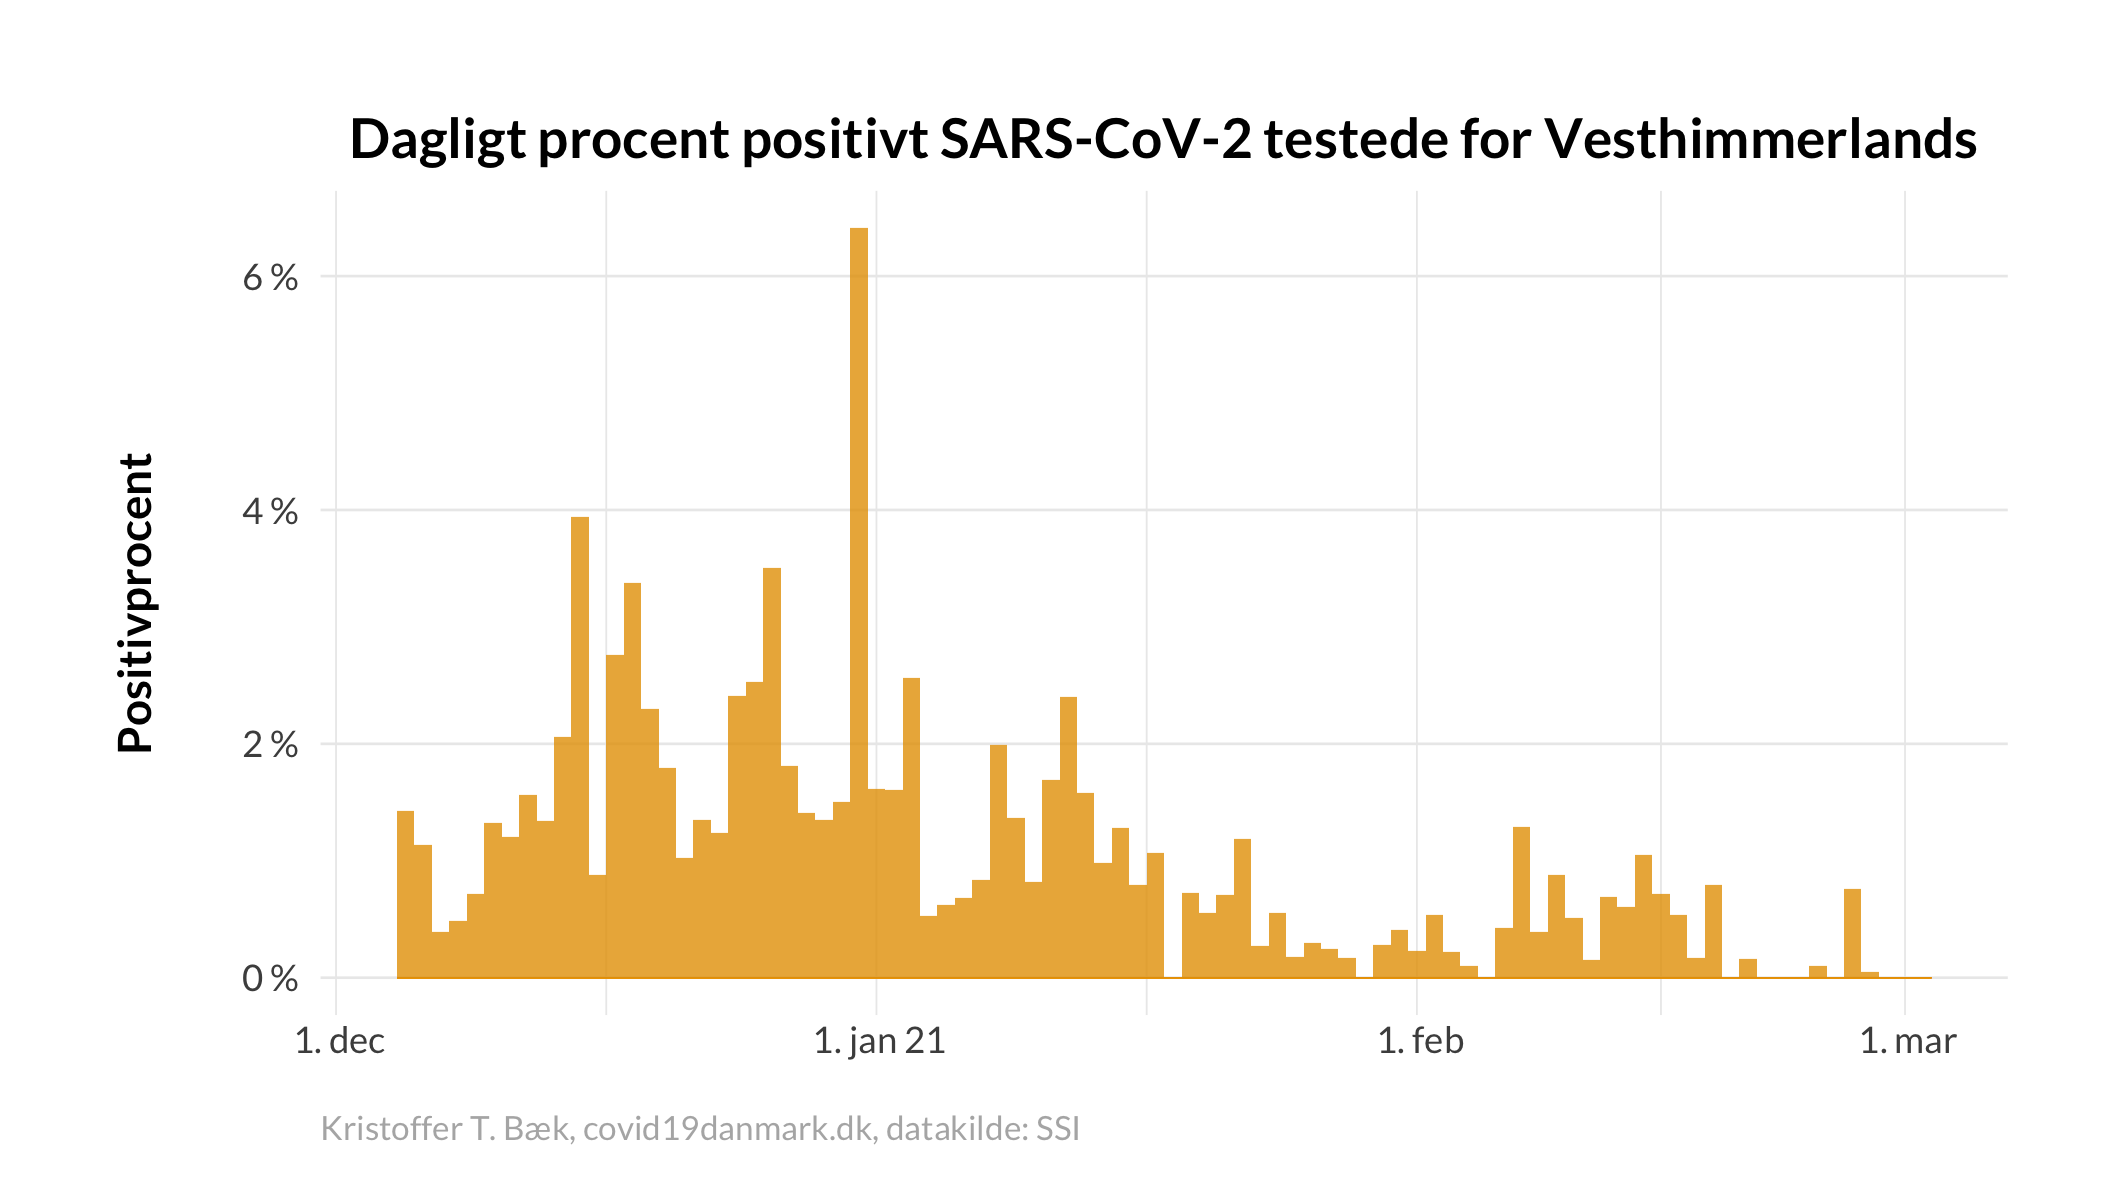 Dagligt procent positivt SARS-CoV-2 testede for Vesthimmerlands
Positivprocent
6 %
4 %
2 %
0 %
1. dec
1. jan 21
1. feb
1. mar
Kristoffer T. Bæk, covid19danmark.dk, datakilde: SSI